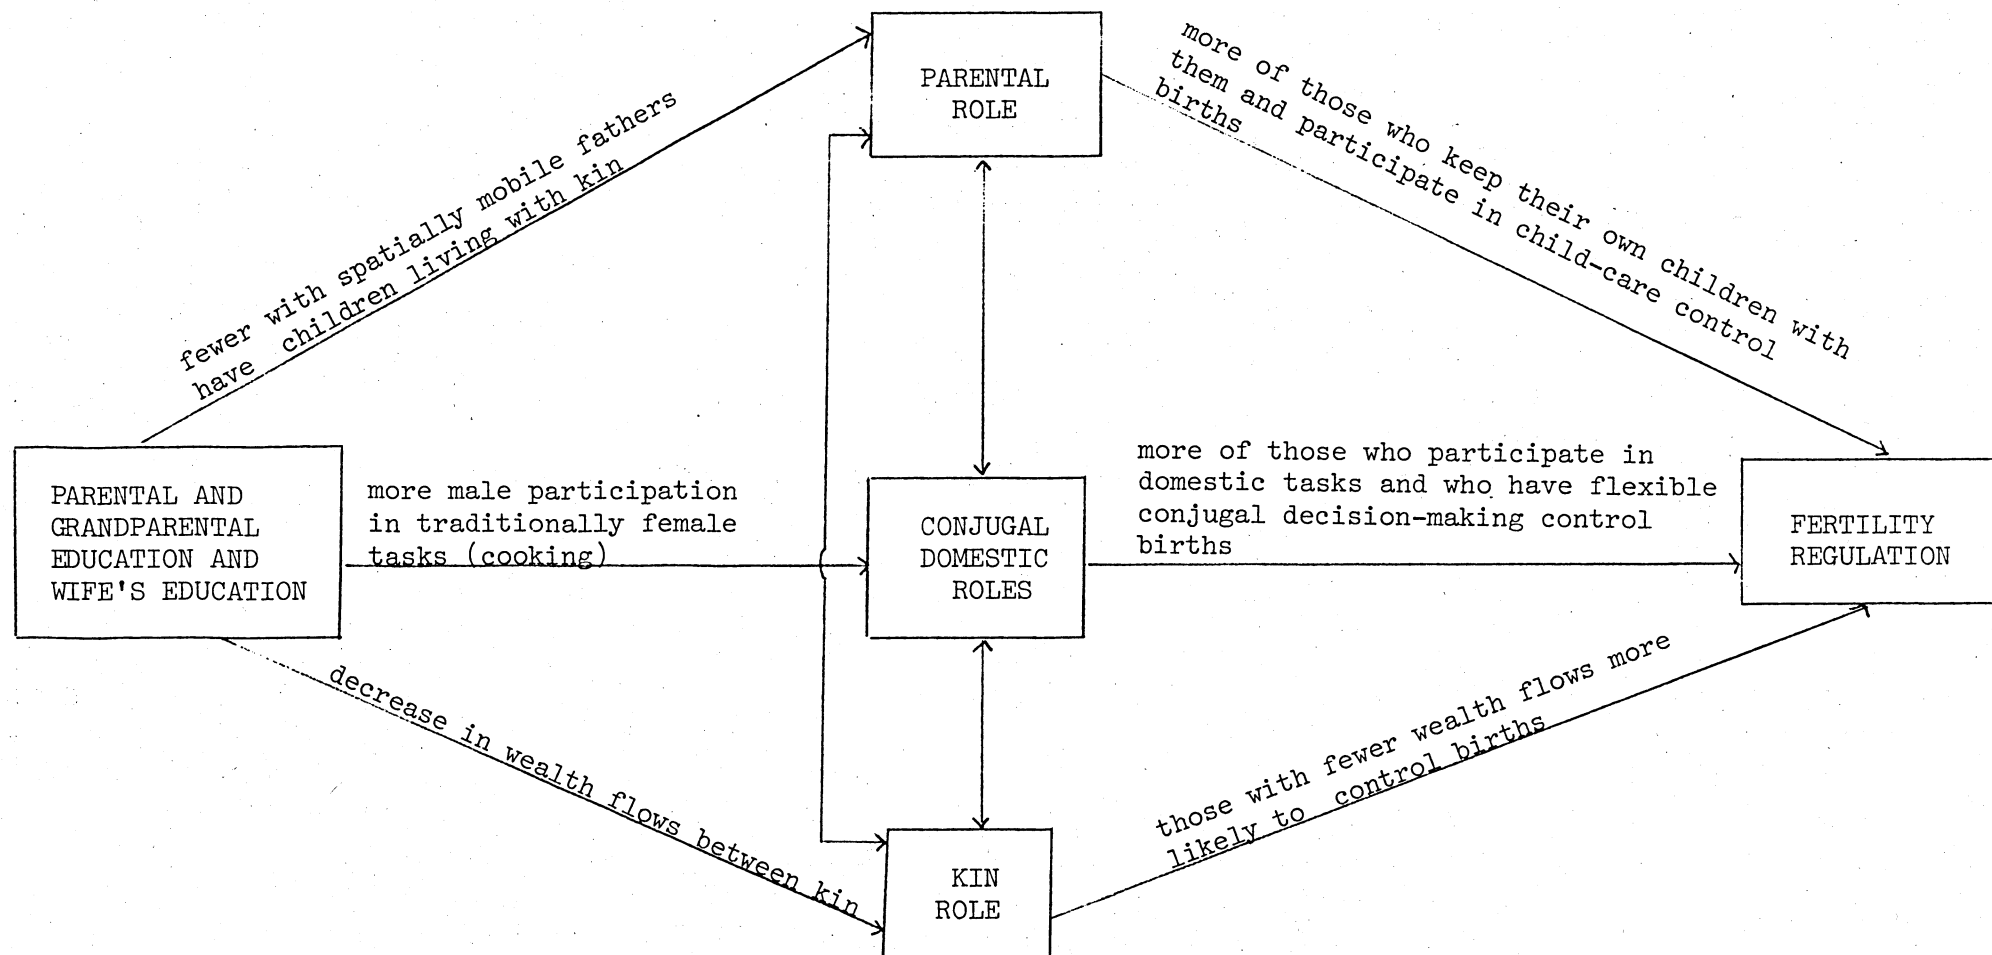 PARENTAL
ROLE
more of those who keep their own children with
them and participate in child-care control
births
fewer with spatially mobile fathers
have children living with kin
PARENTAL AND
GRANDPARENTAL
EDUCATION AND
WIFE'S EDUCATION
more male participation
in traditionally female
tasks (cooking)
CONJUGAL
DOMESTIC
ROLES
more of those who participate in
domestic tasks and who have flexible
conjugal decision-making control
births
FERTILITY
REGULATION
decrease in wealth flows between kin
those with fewer wealth flows more
likely to control births
KIN
ROLE